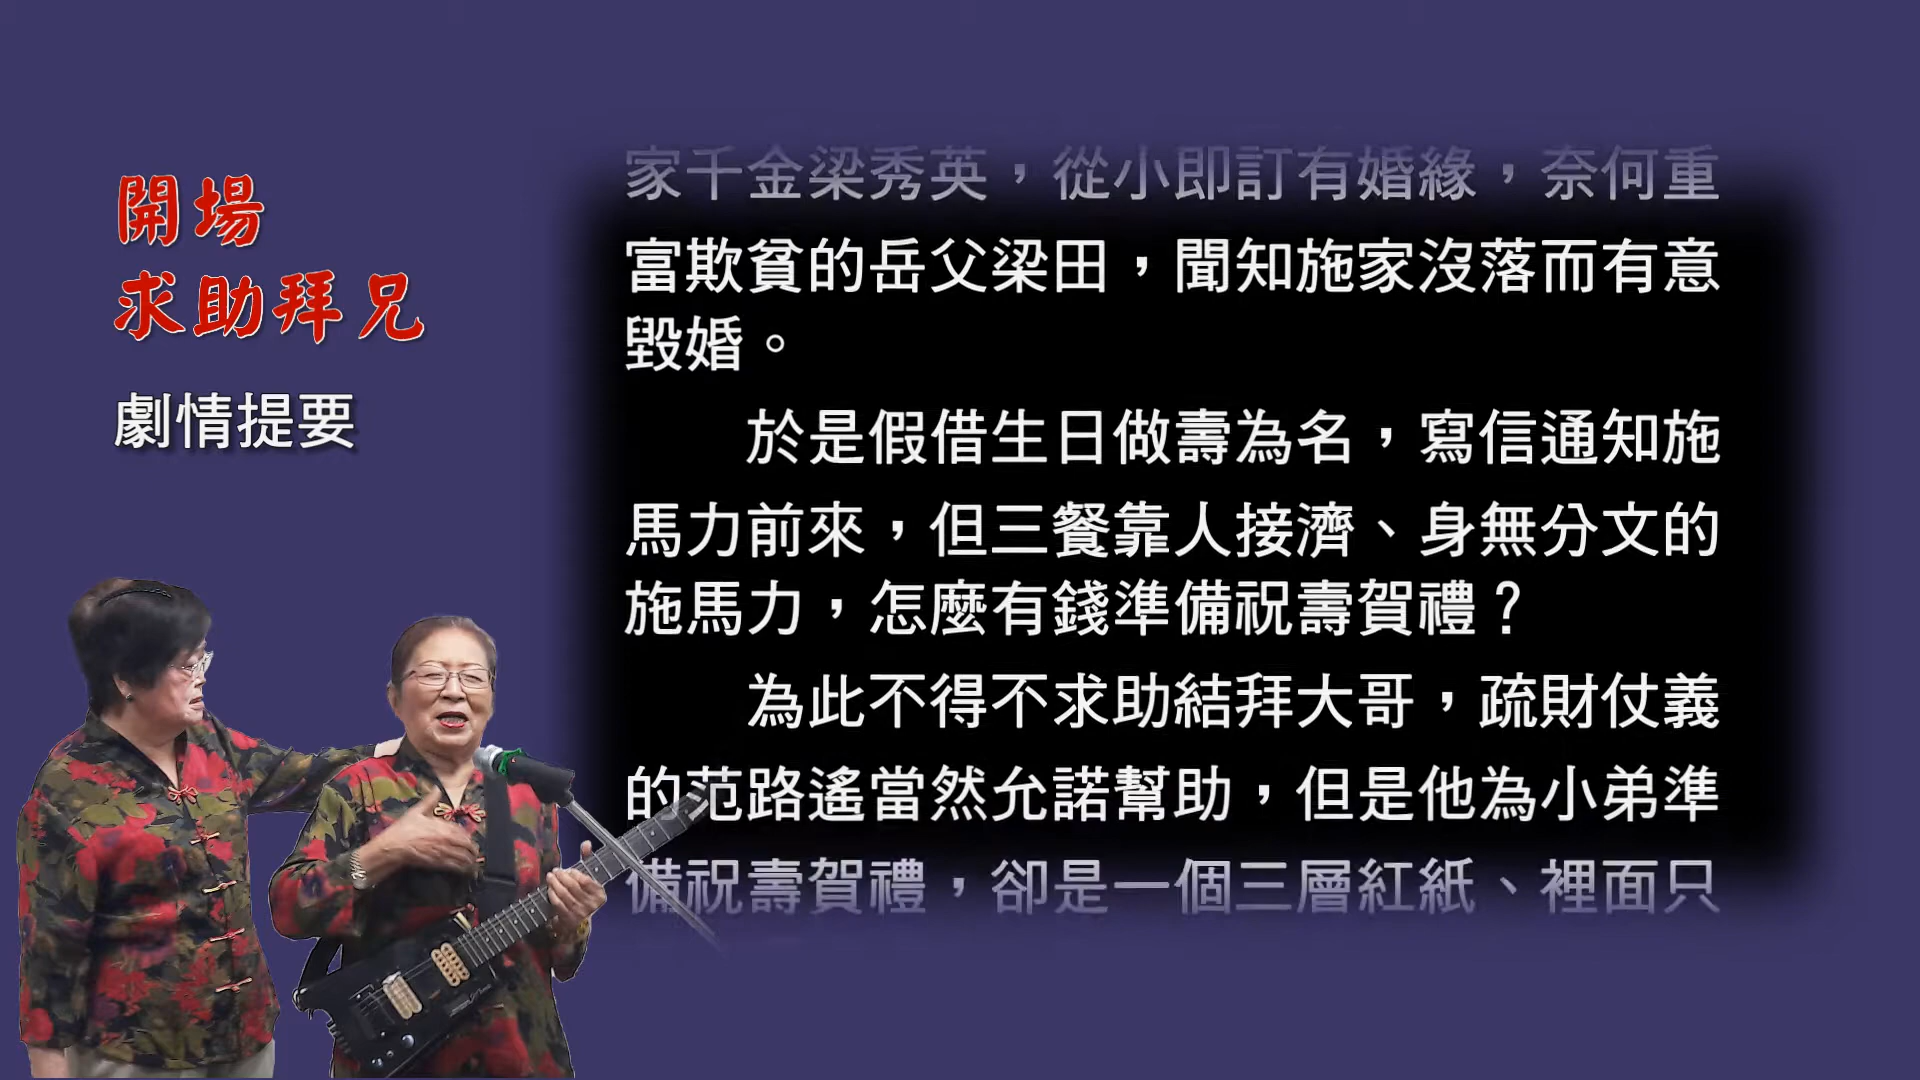 開場
求助拜兄
劇情提要
家千金梁秀英，從小即訂有婚緣，奈何重
富欺貧的岳父梁田，聞知施家沒落而有意
毀婚。
於是假借生日做壽為名，寫信通知施
馬力前來，但三餐靠人接濟、身無分文的
施馬力，怎麼有錢準備祝壽賀禮？
為此不得不求助結拜大哥，疏財仗義
的范路遙當然允諾幫助，但是他為小弟準
備祝壽賀禮，卻是一個三層紅紙、裡面只